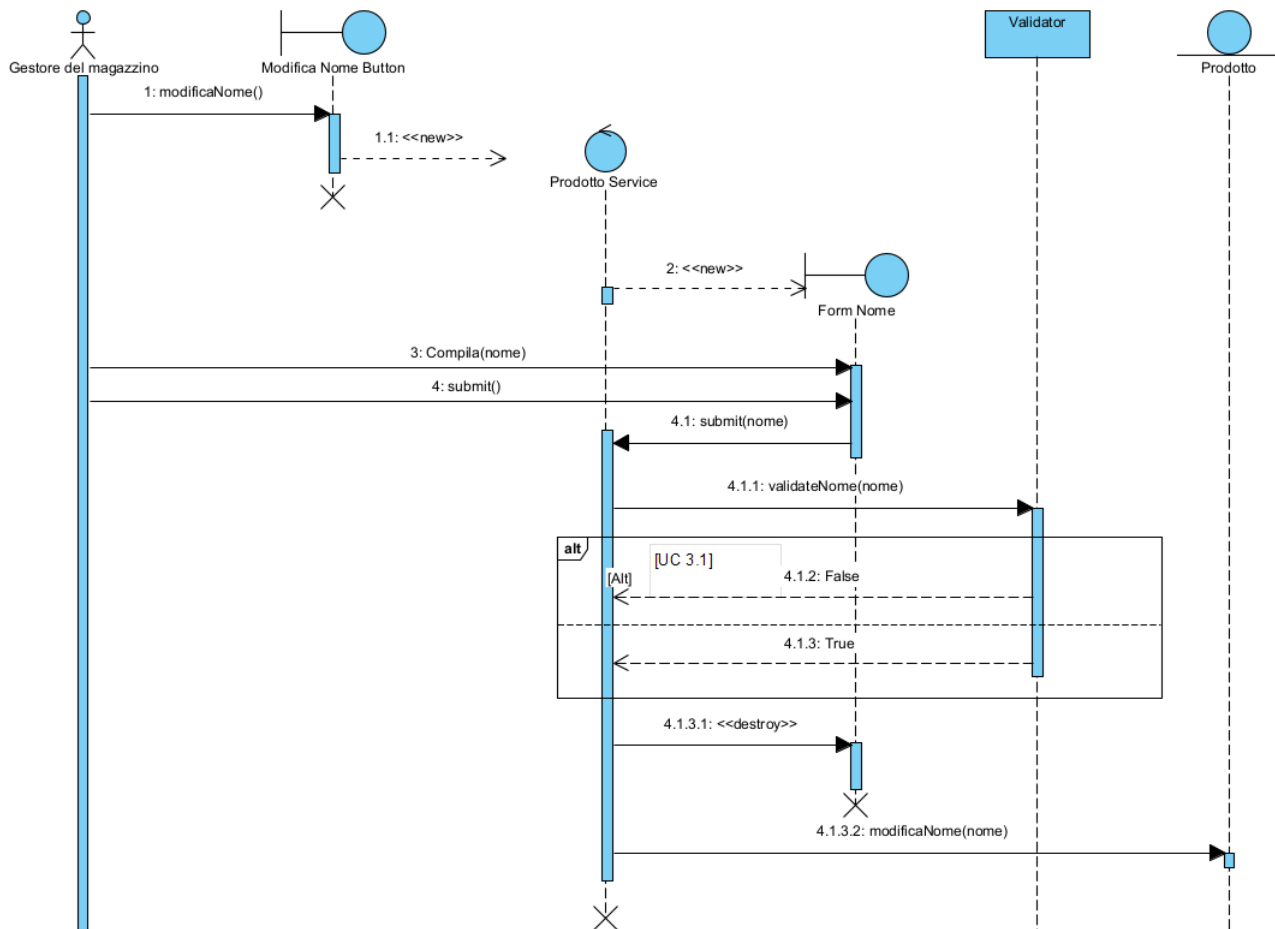 Validator
Gestore del magazzino
Modifica Nome Button
Prodotto
1: modificaNome()
1.1: <<new>>
Prodotto Service
2: <<new>>
Form Nome
3: Compila(nome)
4: submit()
4.1: submit(nome)
4.1.1: validateNome(nome)
alt
[UC 3.1]
[Alt]
4.1.2: False
4.1.3: True
4.1.3.1: <<destroy>>
4.1.3.2: modificaNome(nome)